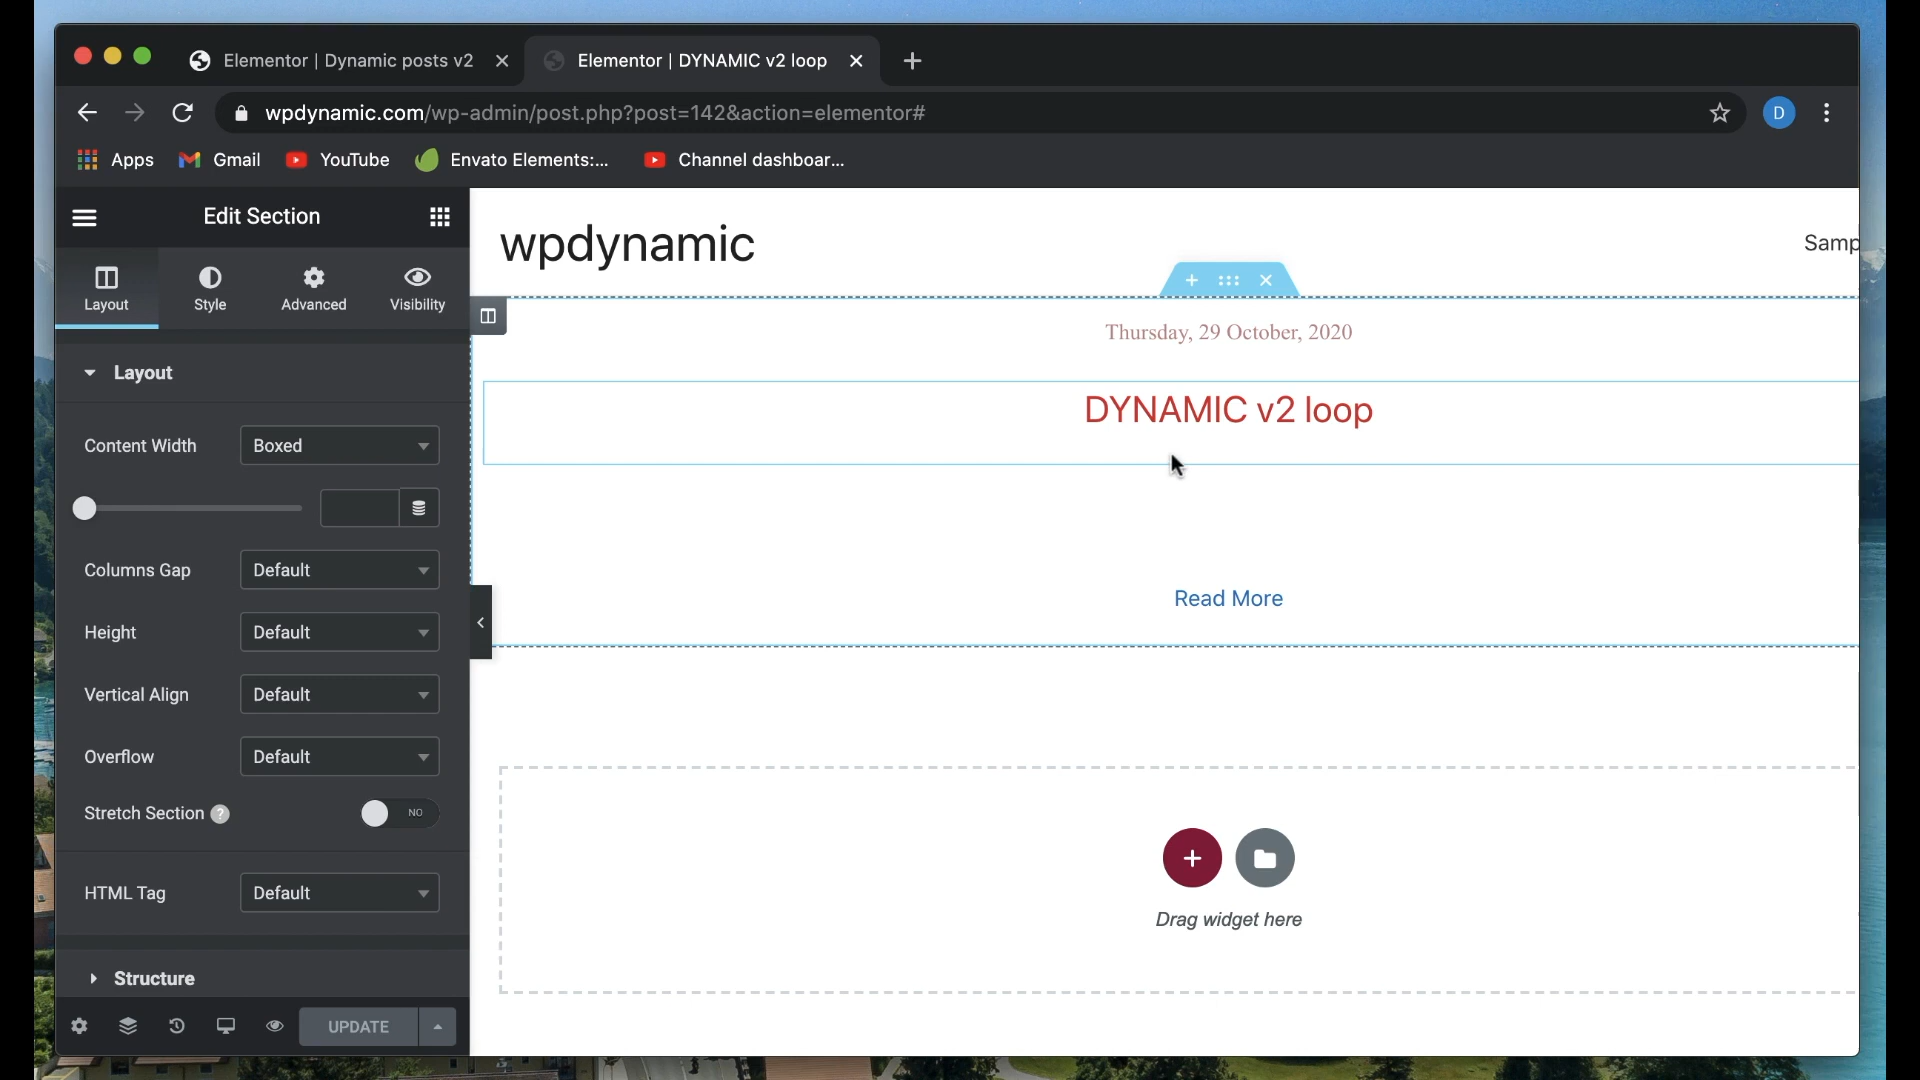 Elementor | Dynamic posts v2
Elementor | DYNAMIC v2 loop
wpdynamic.com/wp-admin/post.php?post=142&action=elementor#
D
Apps
Gmail
YouTube
Envato Elements:...
Channel dashboar...
Edit Section
Layout
Style
Advanced
Visibility
Layout
Content Width
Boxed
Columns Gap
Default
Height
Default
Vertical Align
Default
Overflow
Default
Stretch Section ?
NO
HTML Tag
Default
Structure
UPDATE
wpdynamic
Samp
Thursday, 29 October, 2020
DYNAMIC v2 loop
Read More
Drag widget here